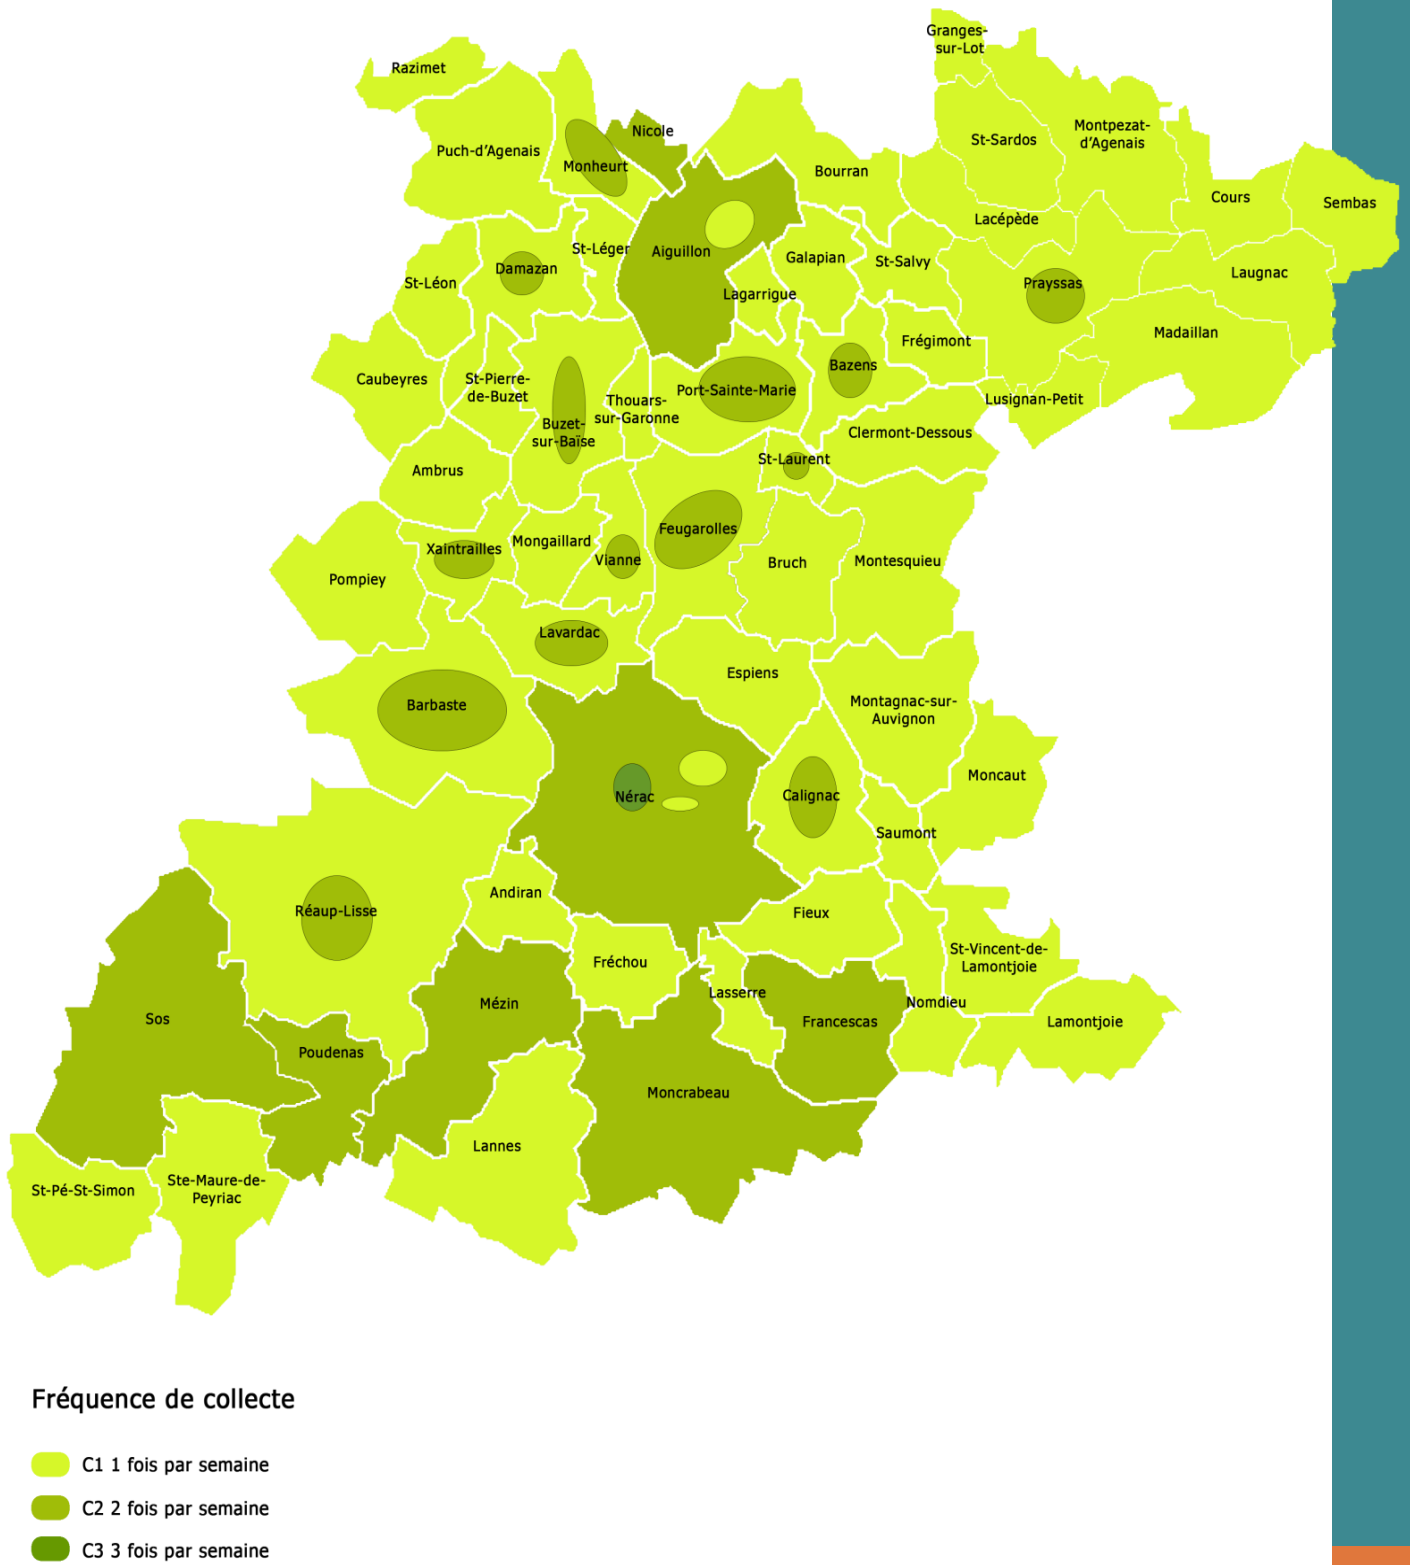 Granges-
sur-Lot
Razimet
Nicole
Montpezat-
d'Agenais
St-Sardos
Puch-d'Agenais
Monheurt
Bourran
Cours
Sembas
Lacépède
St-Léger
Aiguillon
Galapian
St-Salvy
Damazan
Laugnac
St-Léon
Prayssas
Lagarrigue
Madaillan
Frégimont
Bazens
Caubeyres
St-Pierre-
de-Buzet
Port-Sainte-Marie
Thouars-
sur-Garonne
Lusignan-Petit
Buzet-
sur-Baïse
Clermont-Dessous
St-Laurent
Ambrus
Feugarolles
Mongaillard
Xaintrailles
Vianne
Bruch
Montesquieu
Pompiey
Lavardac
Espiens
Barbaste
Montagnac-sur-
Auvignon
Moncaut
Nérac
Calignac
Saumont
Andiran
Réaup-Lisse
Fieux
St-Vincent-de-
Lamontjoie
Fréchou
Lasserre
Mézin
Nomdieu
Sos
Francescas
Lamontjoie
Poudenas
Moncrabeau
Lannes
St-Pé-St-Simon
Ste-Maure-de-
Peyriac
Fréquence de collecte
C1 1 fois par semaine
C2 2 fois par semaine
C3 3 fois par semaine